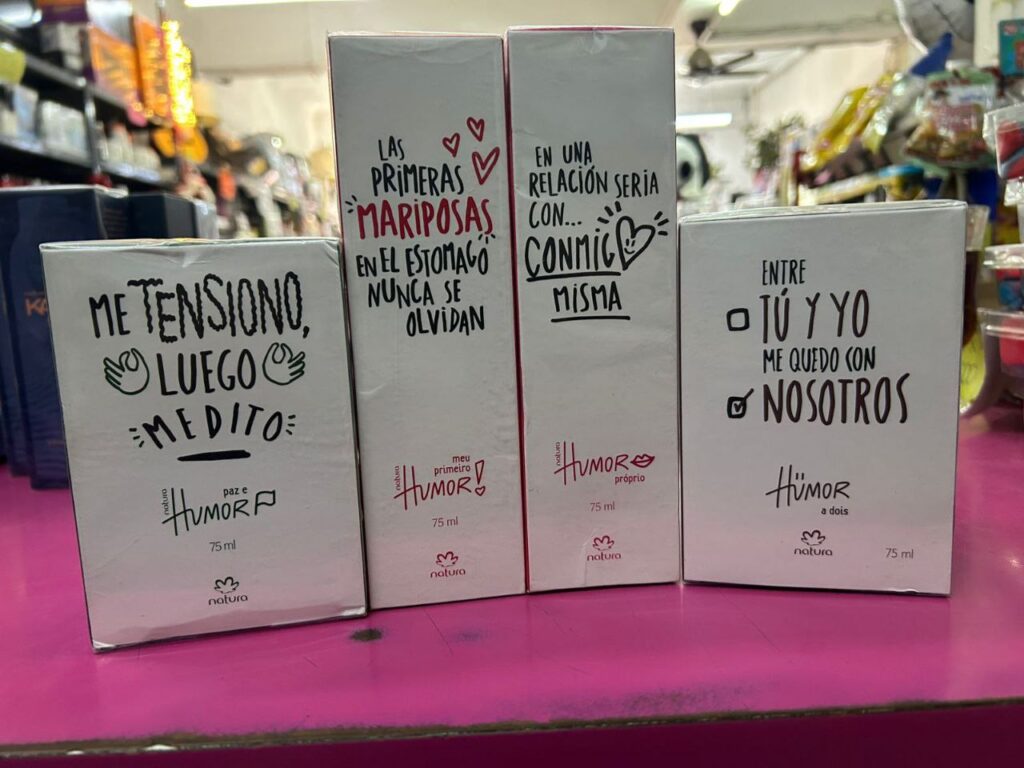 ME TENSIONO,
LUEGO
MEDITO
natura
HUMOR
paz e
75 ml
natura
LAS
PRIMERAS
MARIPOSAS
EN EL ESTOMAGO
NUNCA SE
OLVIDAN
natura
meu
primeiro
HUMOR!
75 ml
natura
EN UNA
RELACIÓN SERIA
CON...
CONMIGO
MISMA
natura
HUMOR
próprio
75 ml
natura
ENTRE
TÚ Y YO
ME QUEDO CON
NOSOTROS
HÜMOR
a dois
natura
75 ml